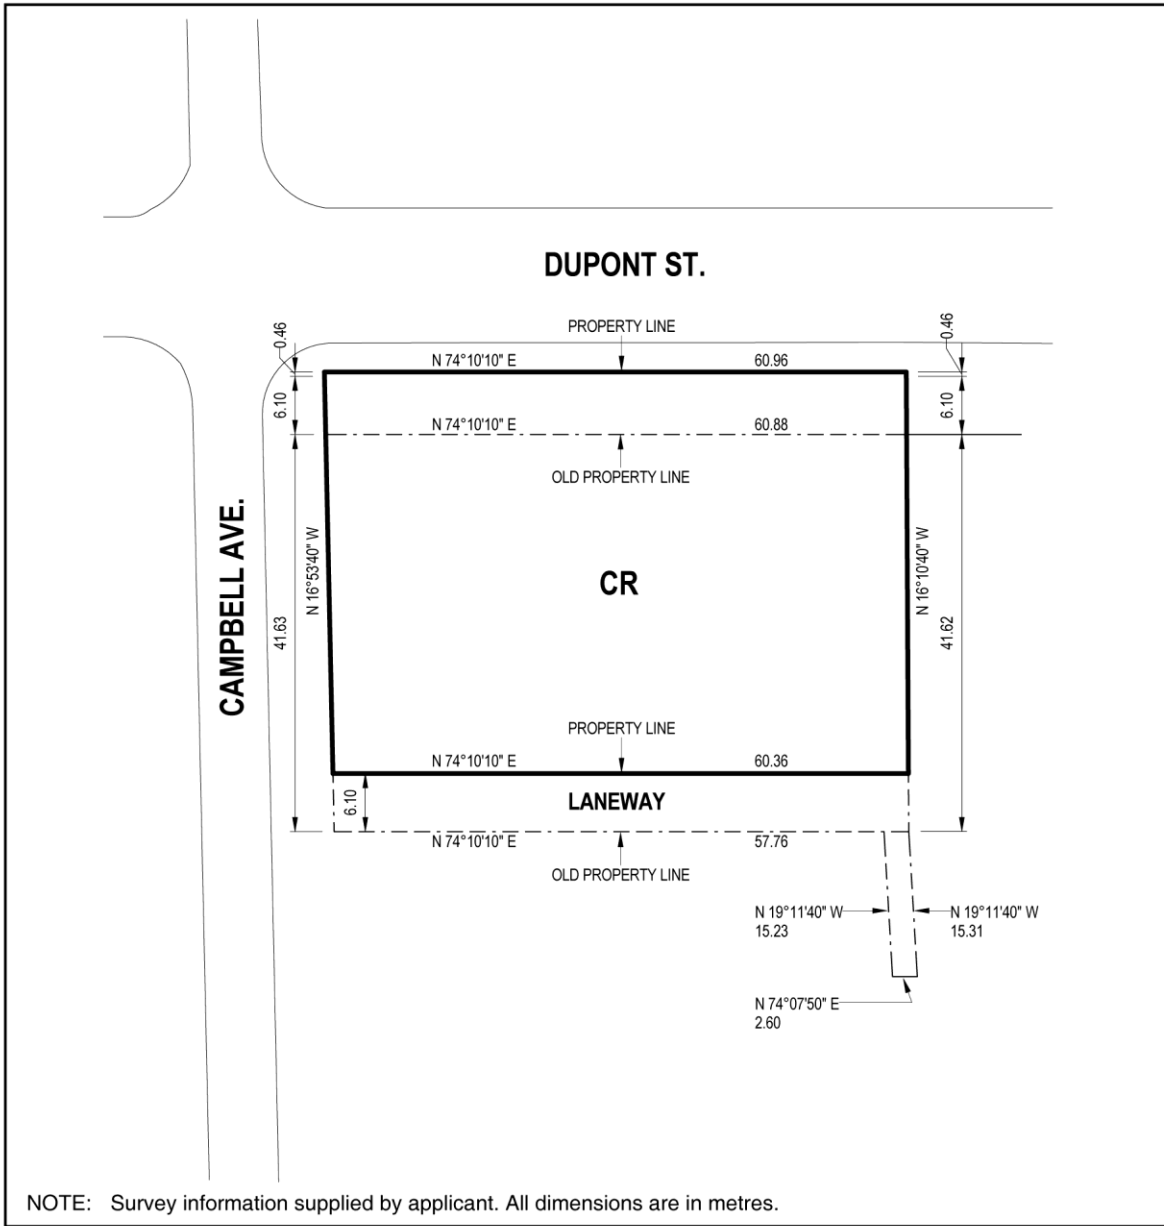 DUPONT ST.
PROPERTY LINE
0.46
0.46
N 74°10'10" E
60.96
6.10
6.10
N 74°10'10" E
60.88
OLD PROPERTY LINE
CAMPBELL AVE.
N 16°53'40" W
41.63
CR
N 16°10'40" W
41.62
PROPERTY LINE
N 74°10'10" E
60.36
6.10
LANEWAY
N 74°10'10" E
57.76
OLD PROPERTY LINE
N 19°11'40" W
15.23
N 19°11'40" W
15.31
N 74°07'50" E
2.60
NOTE: Survey information supplied by applicant. All dimensions are in metres.